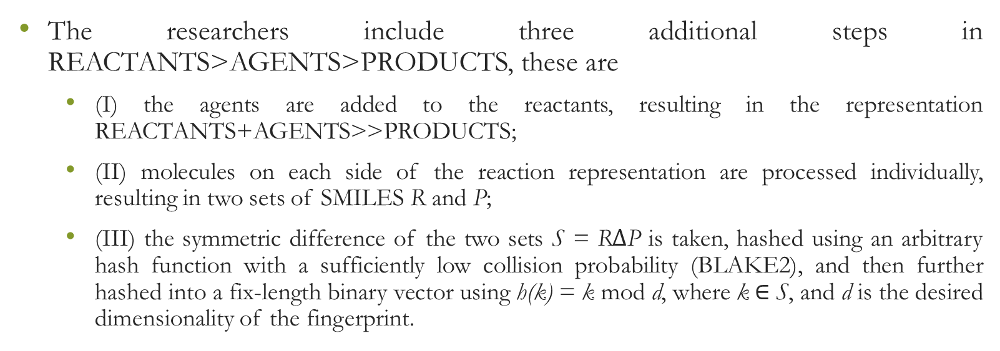 • The researchers include three additional steps in
REACTANTS>AGENTS>PRODUCTS, these are
• (I) the agents are added to the reactants, resulting in the representation
REACTANTS+AGENTS>>PRODUCTS;
• (II) molecules on each side of the reaction representation are processed individually,
resulting in two sets of SMILES R and P;
• (III) the symmetric difference of the two sets S = RΔP is taken, hashed using an arbitrary
hash function with a sufficiently low collision probability (BLAKE2), and then further
hashed into a fix-length binary vector using h(k) = k mod d, where k ∈ S, and d is the desired
dimensionality of the fingerprint.